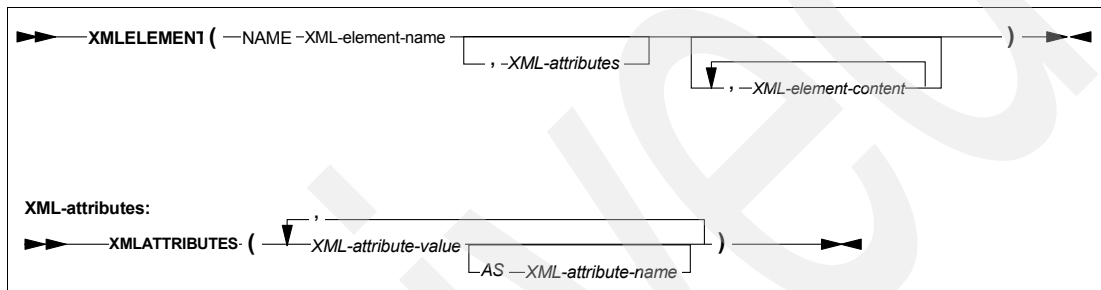 XMLELEMENT ( NAME XML-element-name ) 
, XML-attributes
, XML-element-content
XML-attributes:
,
XMLATTRIBUTES ( XML-attribute-value )
AS XML-attribute-name